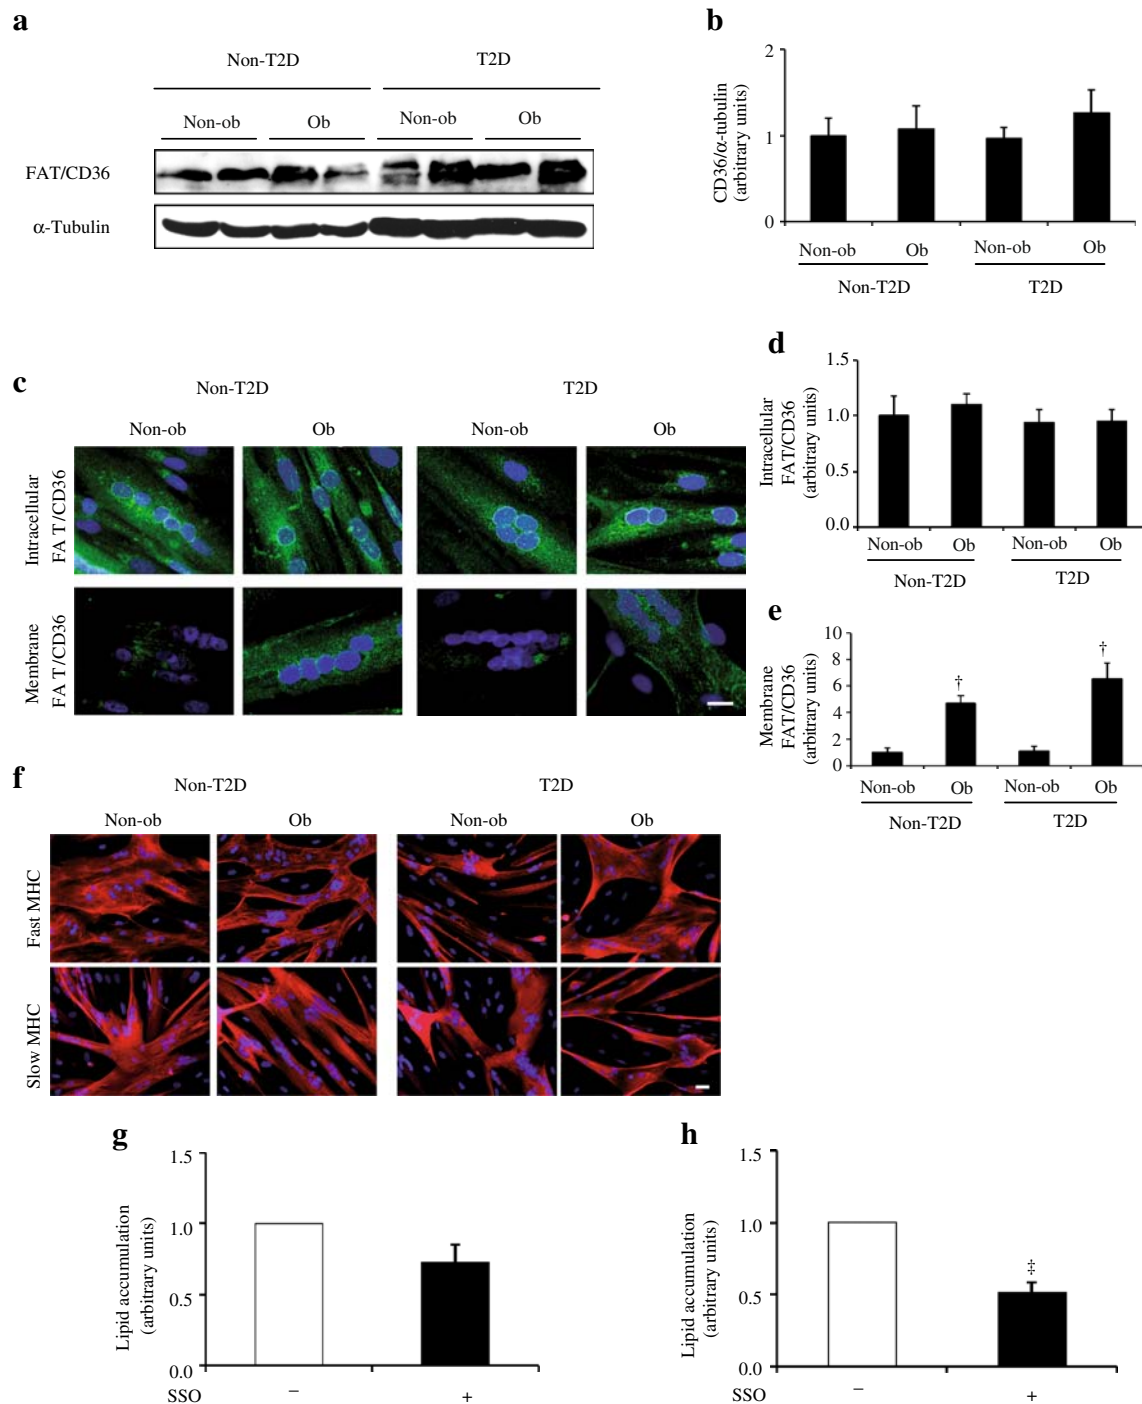 a
Non-T2D T2D
Non-ob Ob Non-ob Ob
FAT/CD36
α-Tubulin
b
CD36/α-tubulin
(arbitrary units)
2
1
0
Non-ob Ob Non-ob Ob
Non-T2D T2D
c
Non-T2D T2D
Non-ob Ob Non-ob Ob
Intracellular
FA T/CD36
Membrane
FA T/CD36
d
Intracellular
FAT/CD36
(arbitrary units)
1.5
1.0
0.5
0.0
Non-ob Ob Non-ob Ob
Non-T2D T2D
e
Membrane
FAT/CD36
(arbitrary units)
10
8
6
4
2
0
† †
Non-ob Ob Non-ob Ob
Non-T2D T2D
f
Non-T2D T2D
Non-ob Ob Non-ob Ob
Fast MHC
Slow MHC
g
Lipid accumulation
(arbitrary units)
1.5
1.0
0.5
0.0
SSO − +
h
Lipid accumulation
(arbitrary units)
1.5
1.0
0.5
0.0
‡
SSO − +